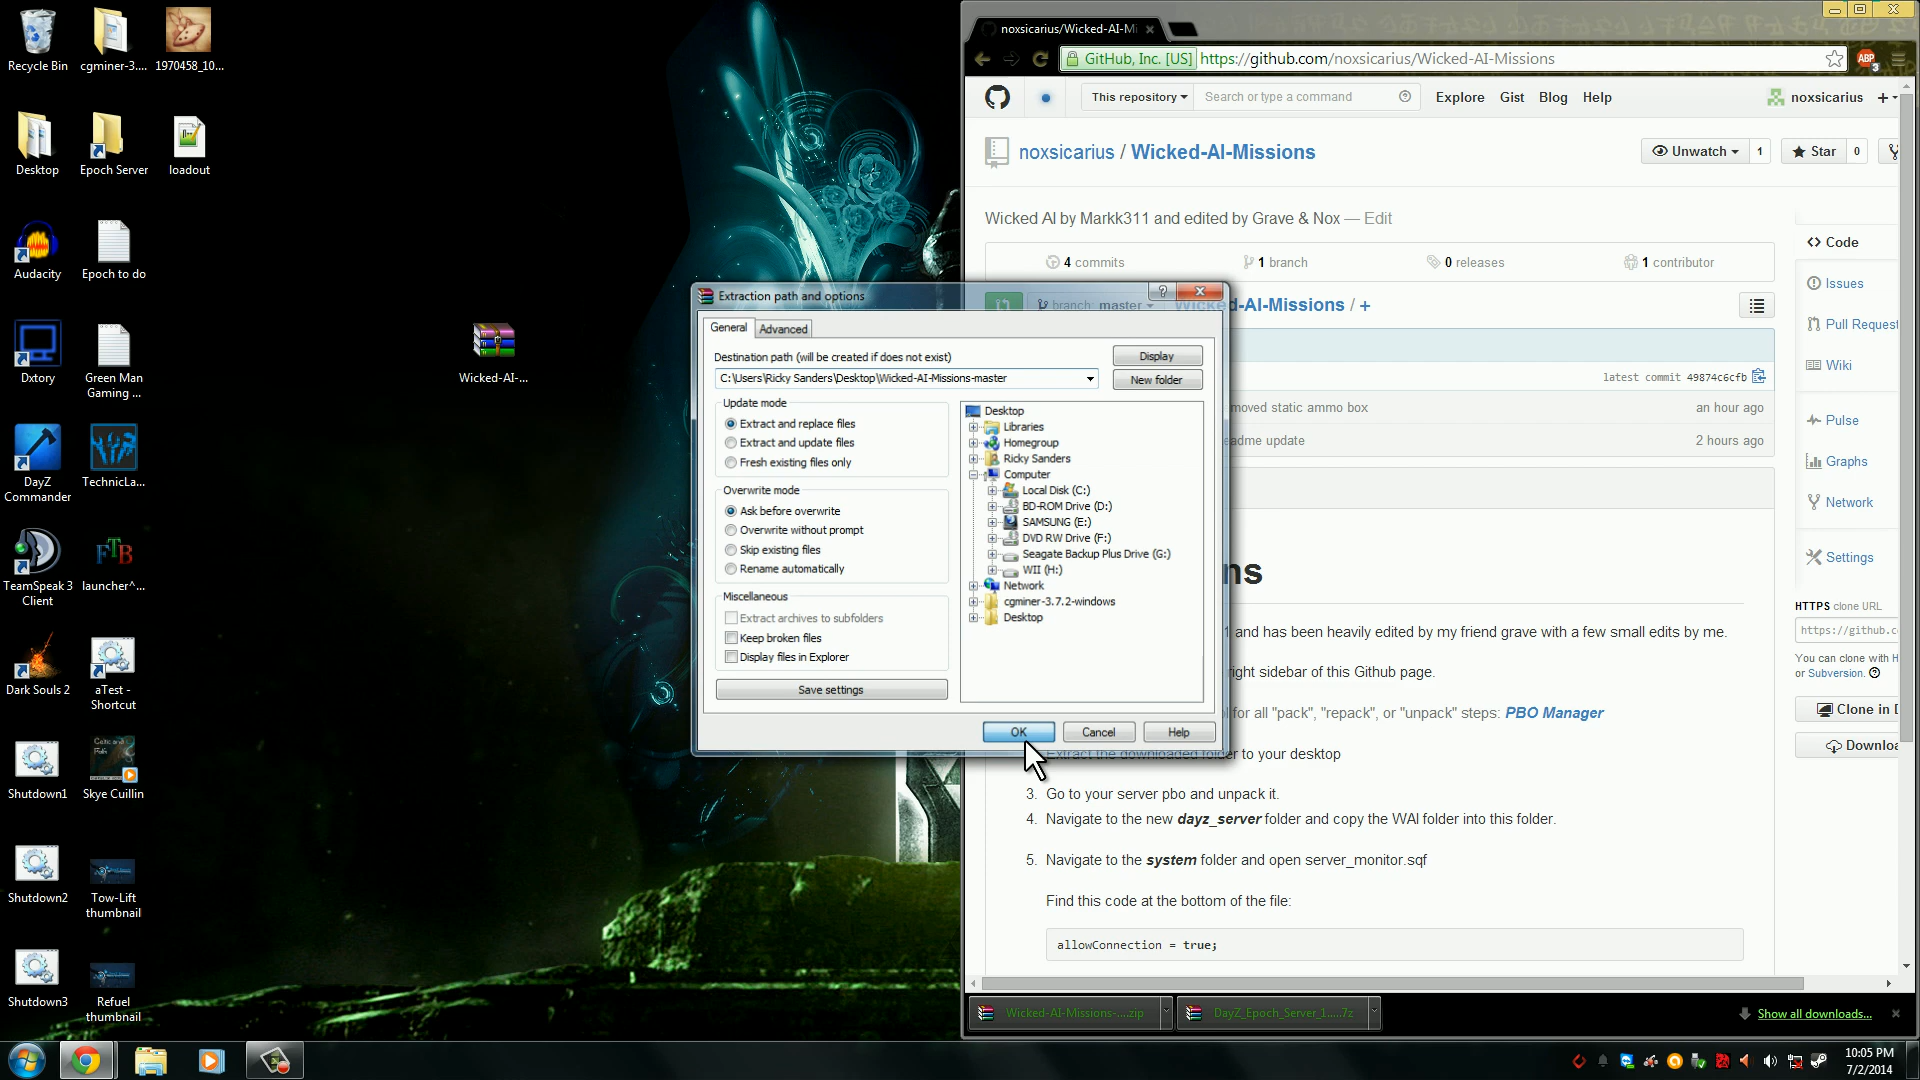 Recycle Bin
cgminer-3....
1970458_10...
Desktop
Epoch Server
loadout
Audacity
Epoch to do
Dxtory
Green Man
Gaming ...
DayZ
Commander
TechnicLa...
TeamSpeak 3
Client
launcher^...
Dark Souls 2
aTest -
Shortcut
Shutdown1
Skye Cuillin
Shutdown2
Tow-Lift
thumbnail
Shutdown3
Refuel
thumbnail
Wicked-AI-...
Extraction path and options
General
Advanced
Destination path (will be created if does not exist)
C:\Users\Ricky Sanders\Desktop\Wicked-AI-Missions-master
Display
New folder
Update mode
Extract and replace files
Extract and update files
Fresh existing files only
Overwrite mode
Ask before overwrite
Overwrite without prompt
Skip existing files
Rename automatically
Miscellaneous
Extract archives to subfolders
Keep broken files
Display files in Explorer
Save settings
Desktop
Libraries
Homegroup
Ricky Sanders
Computer
Local Disk (C:)
BD-ROM Drive (D:)
SAMSUNG (E:)
DVD RW Drive (F:)
Seagate Backup Plus Drive (G:)
WII (H:)
Network
cgminer-3.7.2-windows
Desktop
OK
Cancel
Help
noxsicarius/Wicked-AI-Mi
GitHub, Inc. [US]
https://github.com/noxsicarius/Wicked-AI-Missions
ABP
3
This repository
Search or type a command
Explore
Gist
Blog
Help
noxsicarius
noxsicarius / Wicked-AI-Missions
Unwatch
1
Star
0
Wicked AI by Markk311 and edited by Grave & Nox — Edit
4 commits
1 branch
0 releases
1 contributor
branch: master
Wicked-AI-Missions / +
latest commit 49874c6cfb
moved static ammo box
an hour ago
eadme update
2 hours ago
ns
1 and has been heavily edited by my friend grave with a few small edits by me.
right sidebar of this Github page.
l for all "pack", "repack", or "unpack" steps: PBO Manager
Extract the downloaded folder to your desktop
3. Go to your server pbo and unpack it.
4. Navigate to the new dayz_server folder and copy the WAI folder into this folder.
5. Navigate to the system folder and open server_monitor.sqf
Find this code at the bottom of the file:
allowConnection = true;
Code
Issues
Pull Request
Wiki
Pulse
Graphs
Network
Settings
HTTPS clone URL
https://github.c
You can clone with H
or Subversion.
Clone in D
Downloa
Wicked-AI-Missions-....zip
DayZ_Epoch_Server_1.....7z
Show all downloads...
10:05 PM
7/2/2014